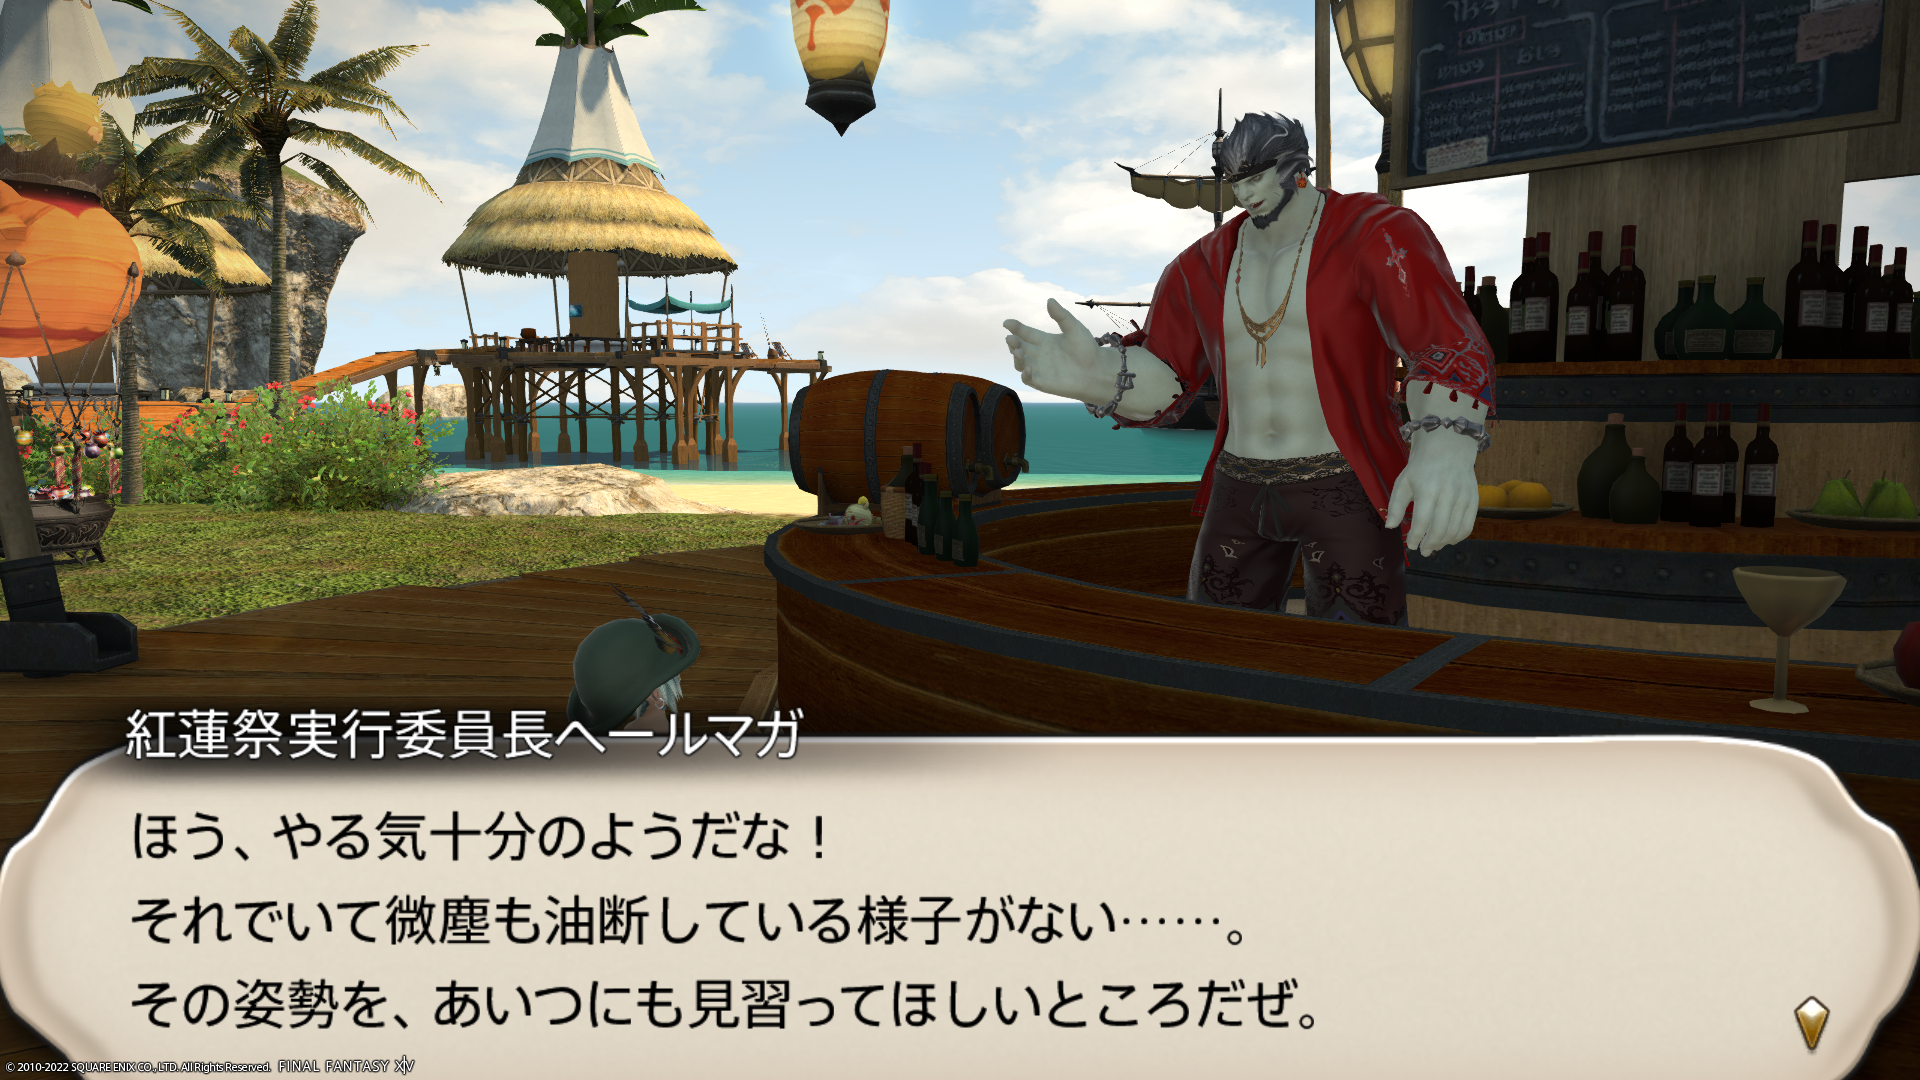 紅蓮祭実行委員長ヘールマガ
ほう、やる気十分のようだな！
それでいて微塵も油断している様子がない……。
その姿勢を、あいつにも見習ってほしいところだぜ。
© 2010-2022 SQUARE ENIX CO., LTD. All Rights Reserved. FINAL FANTASY XIV